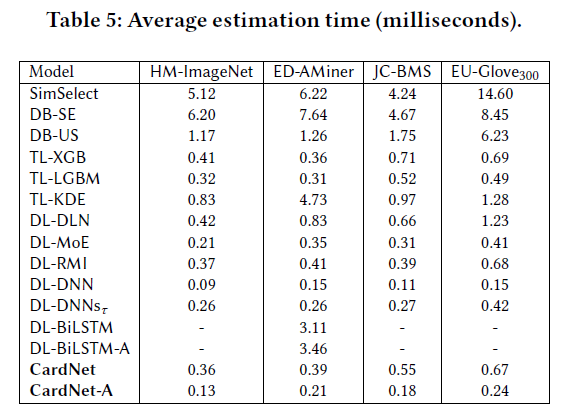 Table 5: Average estimation time (milliseconds).
Model HM-ImageNet ED-AMiner JC-BMS EU-Glove300
SimSelect 5.12 6.22 4.24 14.60
DB-SE 6.20 7.64 4.67 8.45
DB-US 1.17 1.26 1.75 6.23
TL-XGB 0.41 0.36 0.71 0.69
TL-LGBM 0.32 0.31 0.52 0.49
TL-KDE 0.83 4.73 0.97 1.28
DL-DLN 0.42 0.83 0.66 1.23
DL-MoE 0.21 0.35 0.31 0.41
DL-RMI 0.37 0.41 0.39 0.68
DL-DNN 0.09 0.15 0.11 0.15
DL-DNNsτ 0.26 0.26 0.27 0.42
DL-BiLSTM - 3.11 - -
DL-BiLSTM-A - 3.46 - -
CardNet 0.36 0.39 0.55 0.67
CardNet-A 0.13 0.21 0.18 0.24